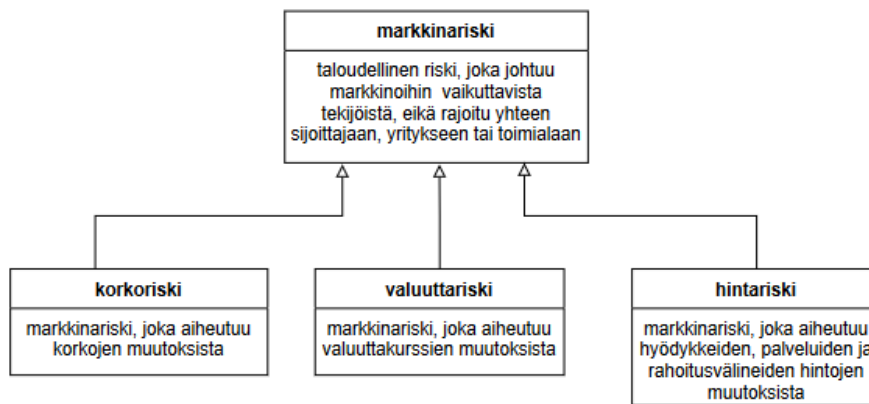 markkinariski
taloudellinen riski, joka johtuu
markkinoihin vaikuttavista
tekijöistä, eikä rajoitu yhteen
sijoittajaan, yritykseen tai toimialaan
korkoriski
markkinariski, joka aiheutuu
korkojen muutoksista
valuuttariski
markkinariski, joka aiheutuu
valuuttakurssien muutoksista
hintariski
markkinariski, joka aiheutuu
hyödykkeiden, palveluiden ja
rahoitusvälineiden hintojen
muutoksista